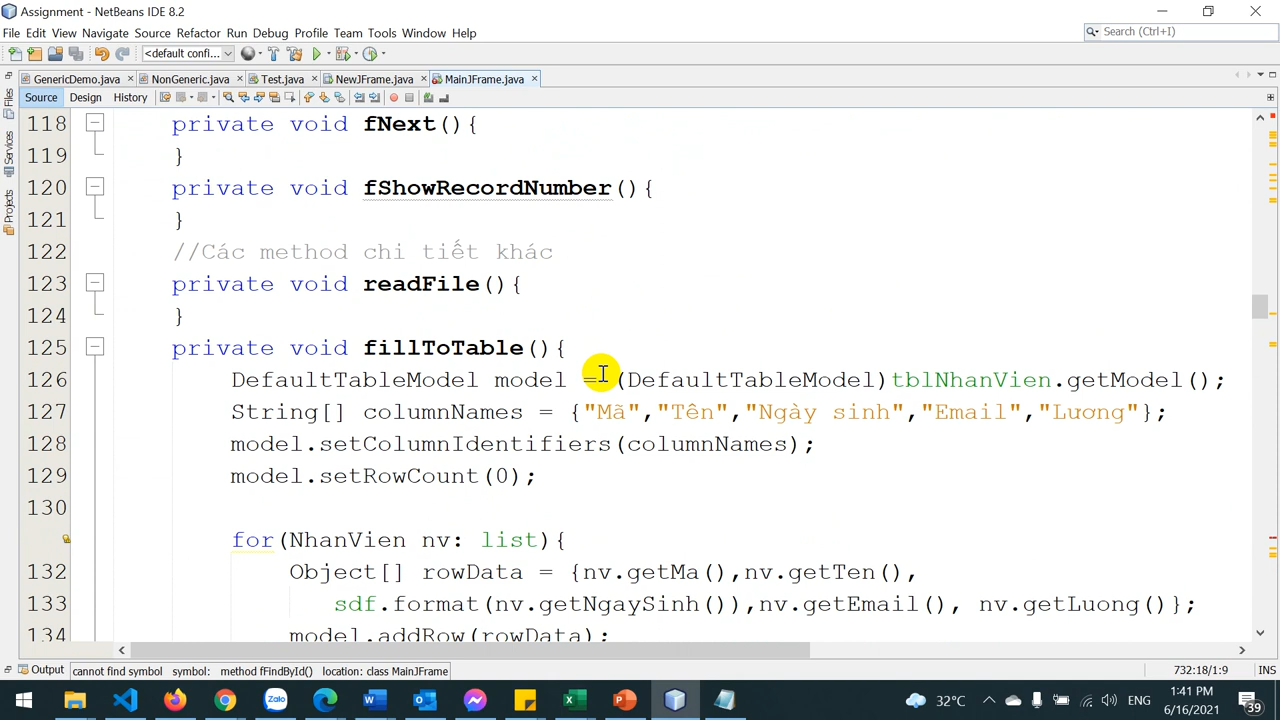 Assignment - NetBeans IDE 8.2
File Edit View Navigate Source Refactor Run Debug Profile Team Tools Window Help
Search (Ctrl+I)
<default confi...
GenericDemo.java NonGeneric.java Test.java NewJFrame.java MainJFrame.java
Source Design History
Files
Services
Projects
118 private void fNext(){
119 }
120 private void fShowRecordNumber(){
121 }
122 //Các method chi tiết khác
123 private void readFile(){
124 }
125 private void fillToTable(){
126 DefaultTableModel model = (DefaultTableModel)tblNhanVien.getModel();
127 String[] columnNames = {"Mã","Tên","Ngày sinh","Email","Lương"};
128 model.setColumnIdentifiers(columnNames);
129 model.setRowCount(0);
130
for(NhanVien nv: list){
132 Object[] rowData = {nv.getMa(),nv.getTen(),
133 sdf.format(nv.getNgaySinh()),nv.getEmail(), nv.getLuong()};
134 model.addRow(rowData);
Output cannot find symbol symbol: method fFindById() location: class MainJFrame 732:18/1:9 INS
Zalo 32°C ENG 1:41 PM
6/16/2021 39